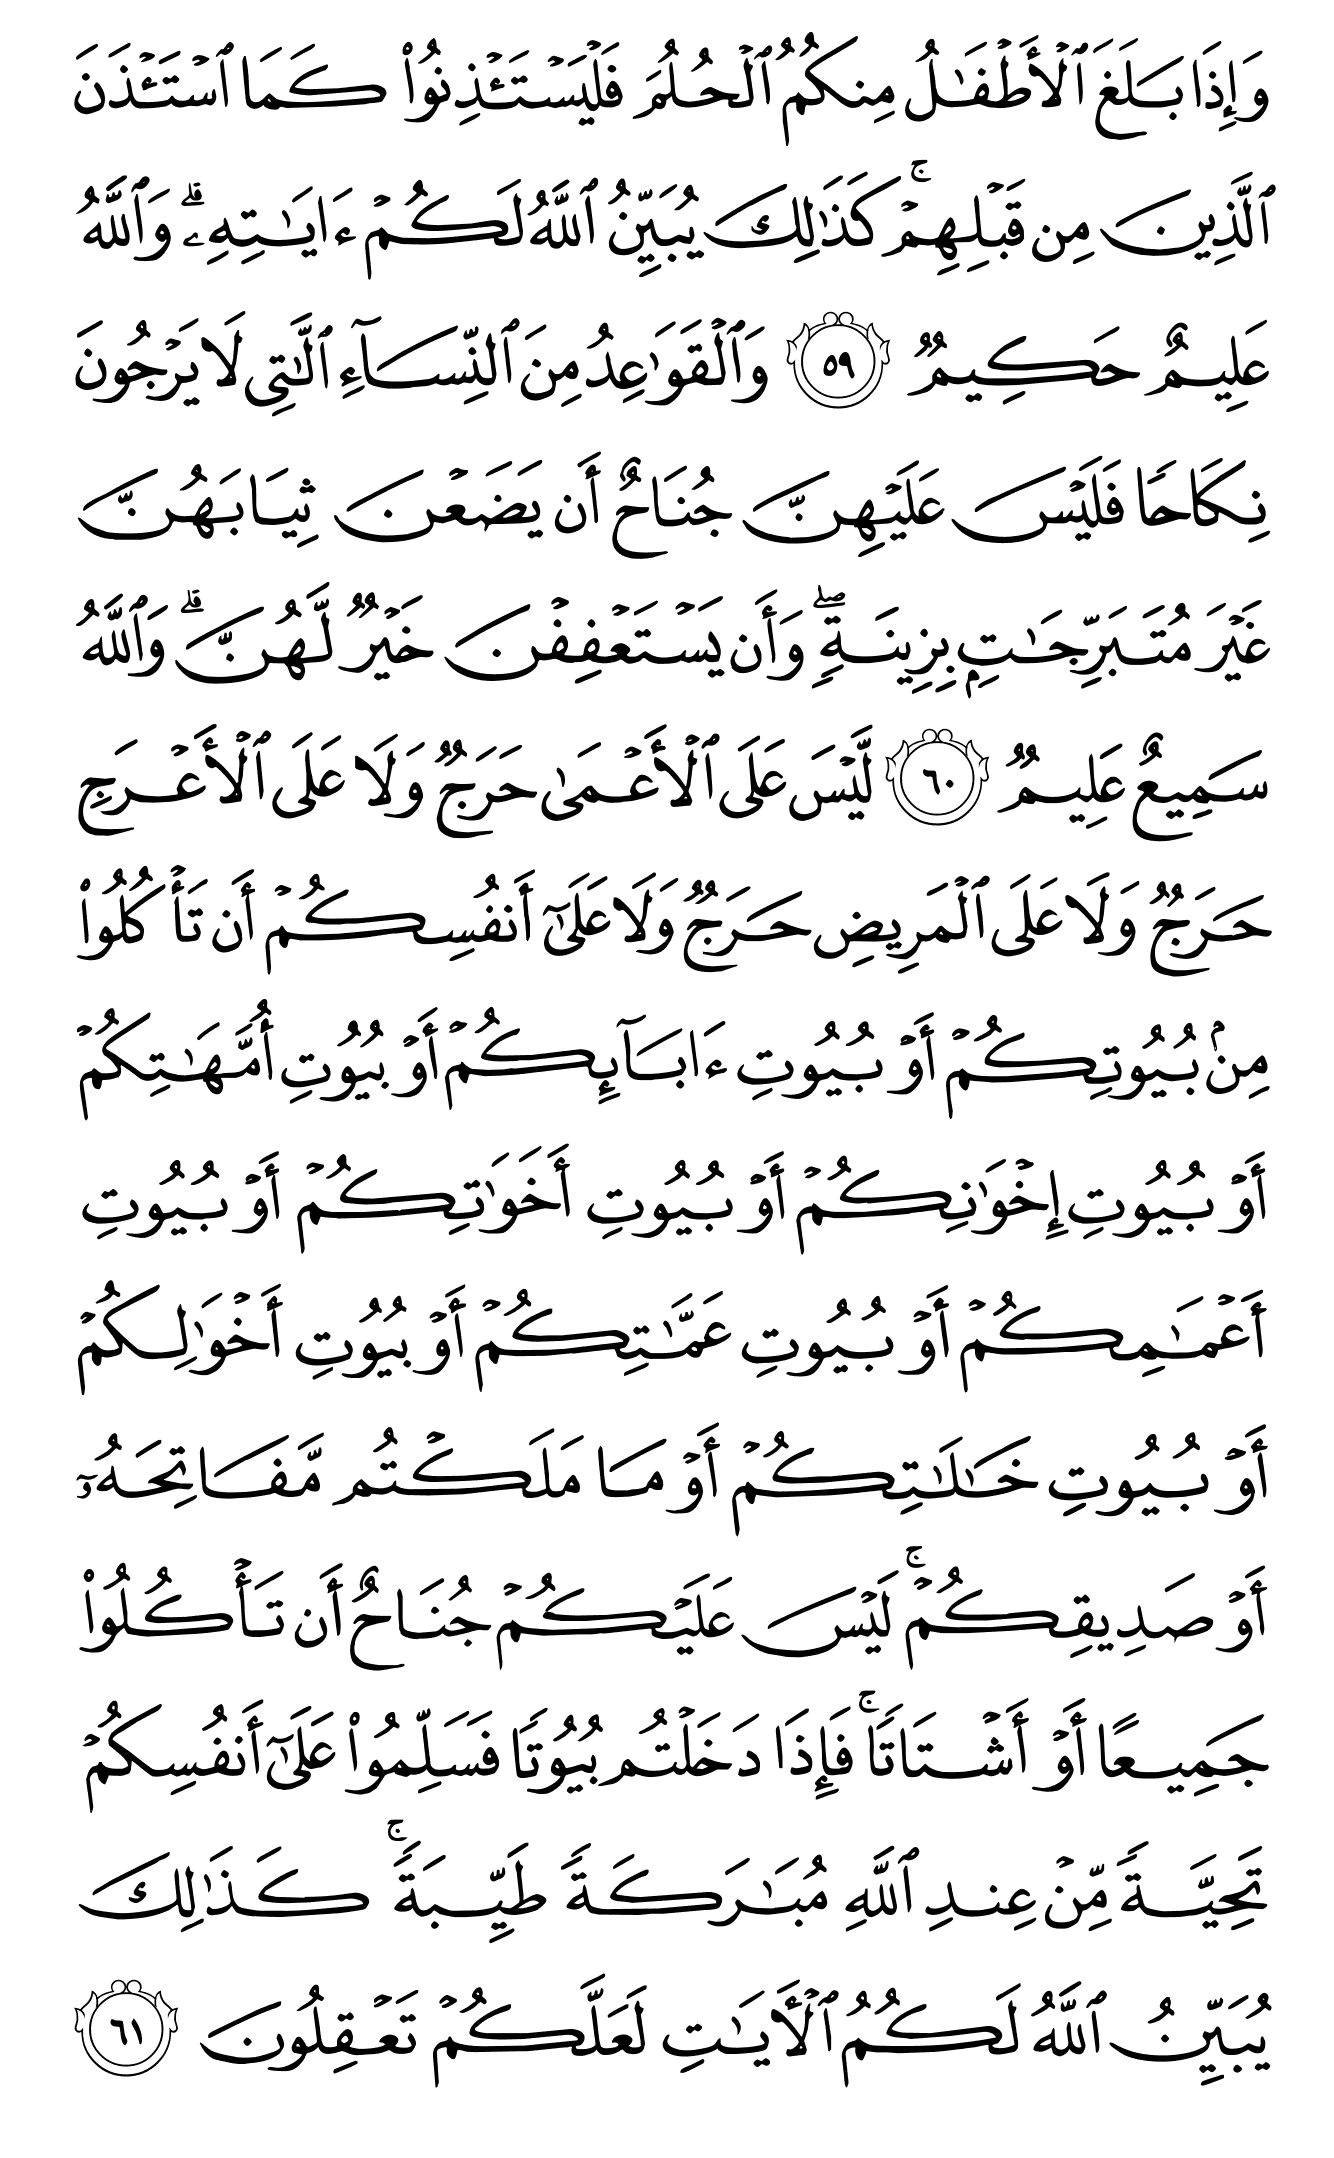 وَإِذَا بَلَغَ ٱلْأَطْفَـٰلُ مِنكُمُ ٱلْحُلُمَ فَلْيَسْتَـْٔذِنُوا۟ كَمَا ٱسْتَـْٔذَنَ
ٱلَّذِينَ مِن قَبْلِهِمْ ۚ كَذَٰلِكَ يُبَيِّنُ ٱللَّهُ لَكُمْ ءَايَـٰتِهِۦ ۗ وَٱللَّهُ
عَلِيمٌ حَكِيمٌ ٥٩ وَٱلْقَوَٰعِدُ مِنَ ٱلنِّسَآءِ ٱلَّـٰتِى لَا يَرْجُونَ
نِكَاحًا فَلَيْسَ عَلَيْهِنَّ جُنَاحٌ أَن يَضَعْنَ ثِيَابَهُنَّ
غَيْرَ مُتَبَرِّجَـٰتٍۭ بِزِينَةٍ ۖ وَأَن يَسْتَعْفِفْنَ خَيْرٌ لَّهُنَّ ۗ وَٱللَّهُ
سَمِيعٌ عَلِيمٌ ٦٠ لَّيْسَ عَلَى ٱلْأَعْمَىٰ حَرَجٌ وَلَا عَلَى ٱلْأَعْرَجِ
حَرَجٌ وَلَا عَلَى ٱلْمَرِيضِ حَرَجٌ وَلَا عَلَىٰٓ أَنفُسِكُمْ أَن تَأْكُلُوا۟
مِنۢ بُيُوتِكُمْ أَوْ بُيُوتِ ءَابَآئِكُمْ أَوْ بُيُوتِ أُمَّهَـٰتِكُمْ
أَوْ بُيُوتِ إِخْوَٰنِكُمْ أَوْ بُيُوتِ أَخَوَٰتِكُمْ أَوْ بُيُوتِ
أَعْمَـٰمِكُمْ أَوْ بُيُوتِ عَمَّـٰتِكُمْ أَوْ بُيُوتِ أَخْوَٰلِكُمْ
أَوْ بُيُوتِ خَـٰلَـٰتِكُمْ أَوْ مَا مَلَكْتُم مَّفَاتِحَهُۥٓ
أَوْ صَدِيقِكُمْ ۚ لَيْسَ عَلَيْكُمْ جُنَاحٌ أَن تَأْكُلُوا۟
جَمِيعًا أَوْ أَشْتَاتًا ۚ فَإِذَا دَخَلْتُم بُيُوتًا فَسَلِّمُوا۟ عَلَىٰٓ أَنفُسِكُمْ
تَحِيَّةً مِّنْ عِندِ ٱللَّهِ مُبَـٰرَكَةً طَيِّبَةً ۚ كَذَٰلِكَ
يُبَيِّنُ ٱللَّهُ لَكُمُ ٱلْـَٔايَـٰتِ لَعَلَّكُمْ تَعْقِلُونَ ٦١